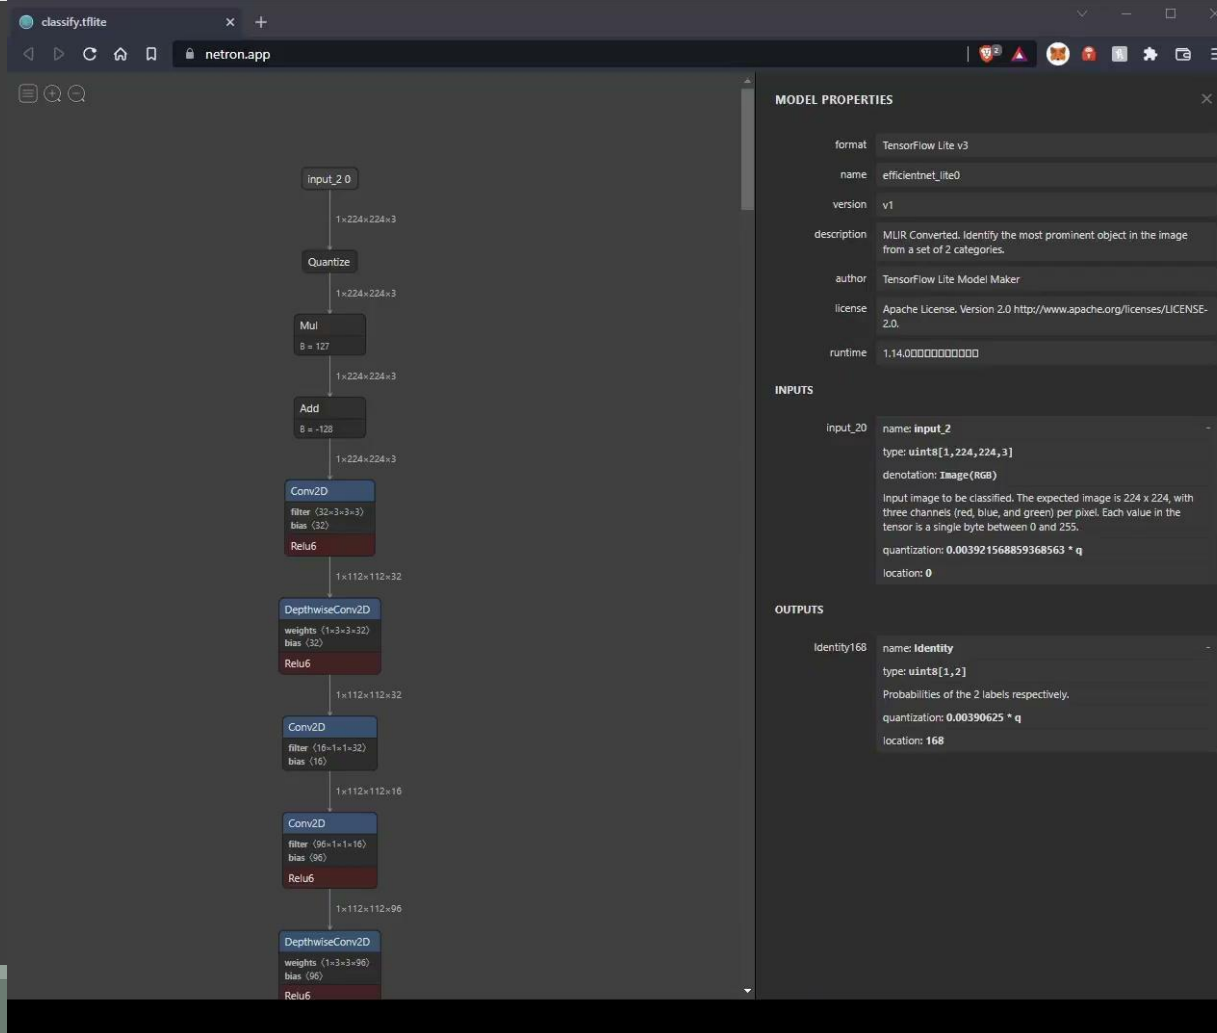 classify.tflite
netron.app
2
input_2 0
1×224×224×3
Quantize
1×224×224×3
Mul
B = 127
1×224×224×3
Add
B = -128
1×224×224×3
Conv2D
filter ⟨32×3×3×3⟩
bias ⟨32⟩
Relu6
1×112×112×32
DepthwiseConv2D
weights ⟨1×3×3×32⟩
bias ⟨32⟩
Relu6
1×112×112×32
Conv2D
filter ⟨16×1×1×32⟩
bias ⟨16⟩
1×112×112×16
Conv2D
filter ⟨96×1×1×16⟩
bias ⟨96⟩
Relu6
1×112×112×96
DepthwiseConv2D
weights ⟨1×3×3×96⟩
bias ⟨96⟩
Relu6
MODEL PROPERTIES
format TensorFlow Lite v3
name efficientnet_lite0
version v1
description MLIR Converted. Identify the most prominent object in the image
from a set of 2 categories.
author TensorFlow Lite Model Maker
license Apache License. Version 2.0 http://www.apache.org/licenses/LICENSE-
2.0.
runtime 1.14.0▯▯▯▯▯▯▯▯▯▯
INPUTS
input_20 name: input_2 -
type: uint8[1,224,224,3]
denotation: Image(RGB)
Input image to be classified. The expected image is 224 x 224, with
three channels (red, blue, and green) per pixel. Each value in the
tensor is a single byte between 0 and 255.
quantization: 0.003921568859368563 * q
location: 0
OUTPUTS
Identity168 name: Identity -
type: uint8[1,2]
Probabilities of the 2 labels respectively.
quantization: 0.00390625 * q
location: 168